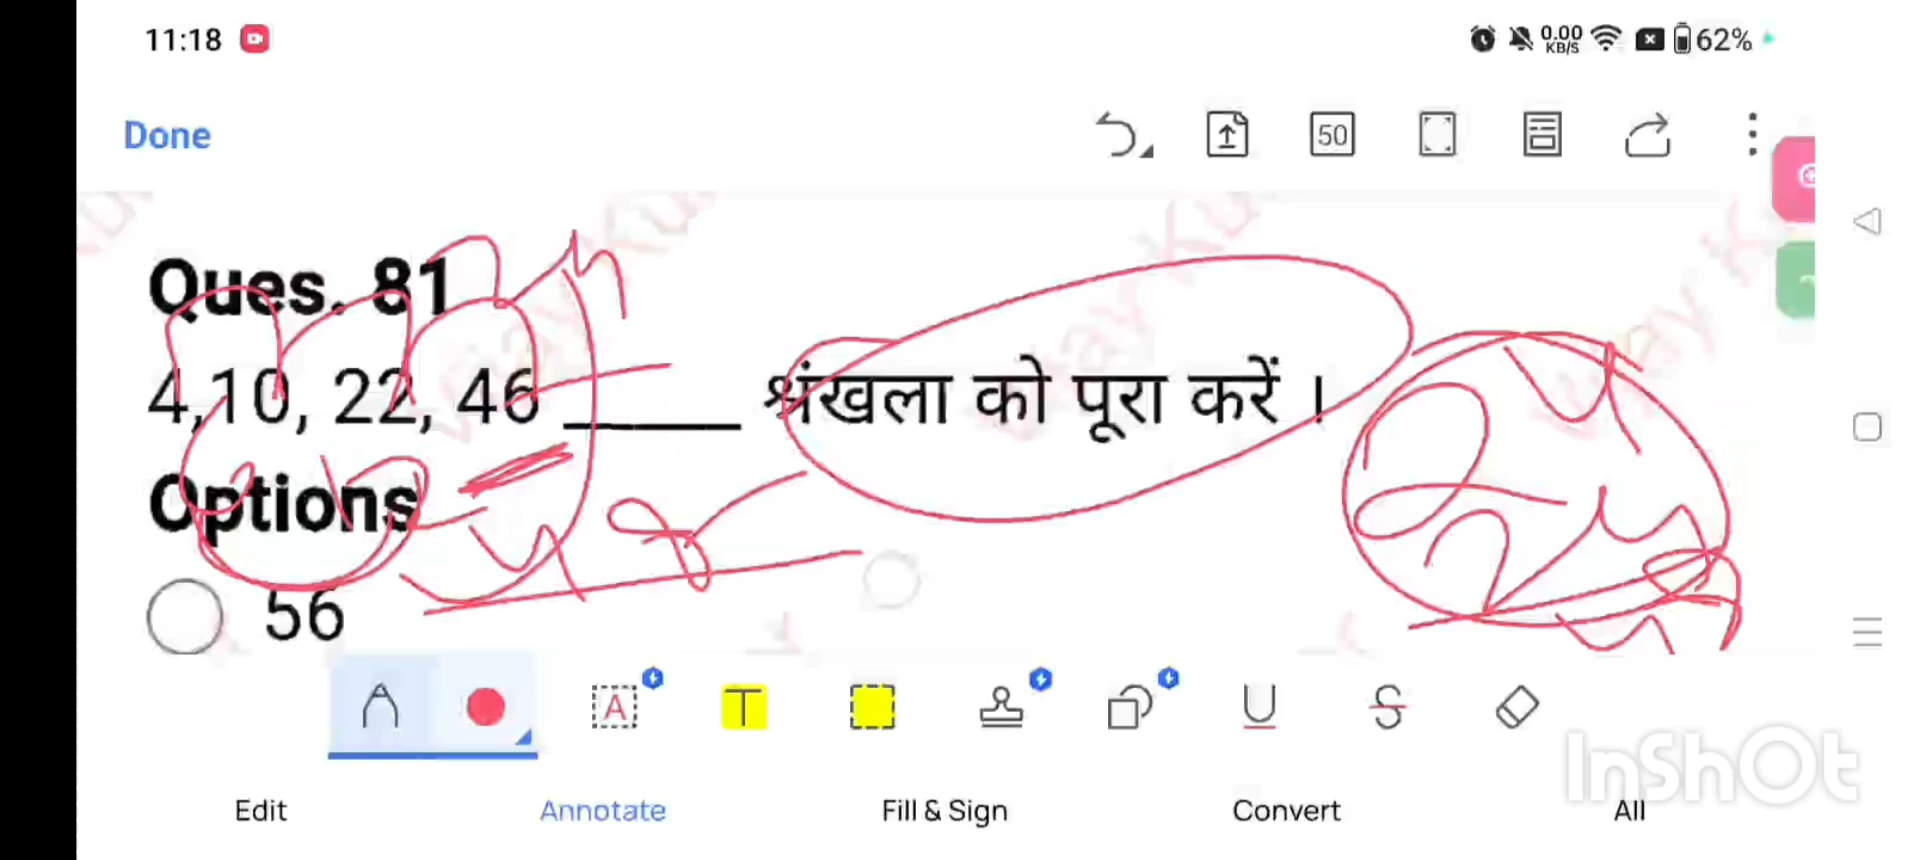 11:18 0.00 KB/S 62%
Done 50
Ques. 81
4,10, 22, 46 _____ श्रंखला को पूरा करें ।
Options
56
Edit Annotate Fill & Sign Convert All
InShOt